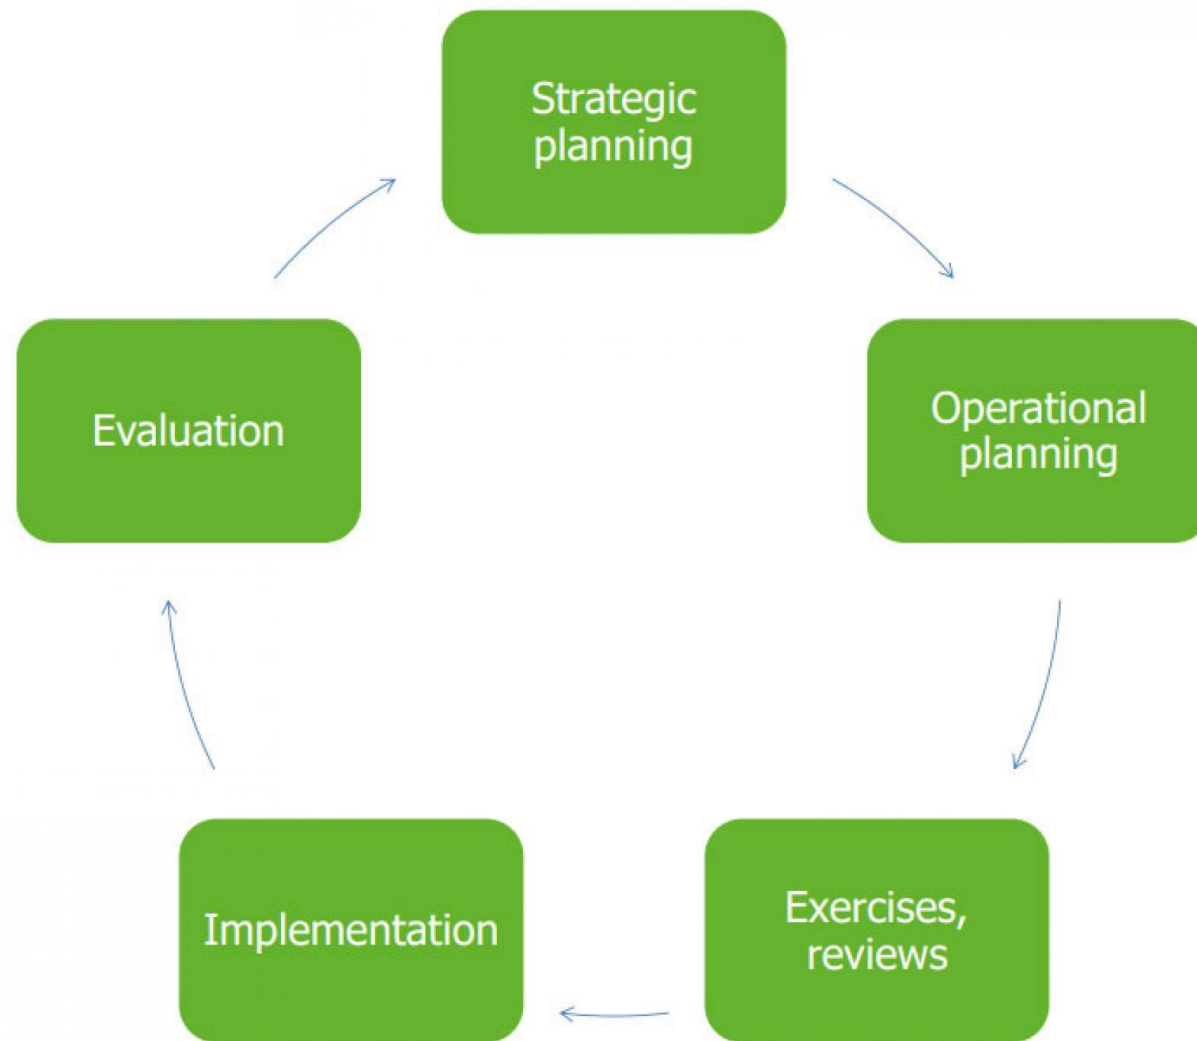 Strategic
planning
Operational
planning
Exercises,
reviews
Implementation
Evaluation